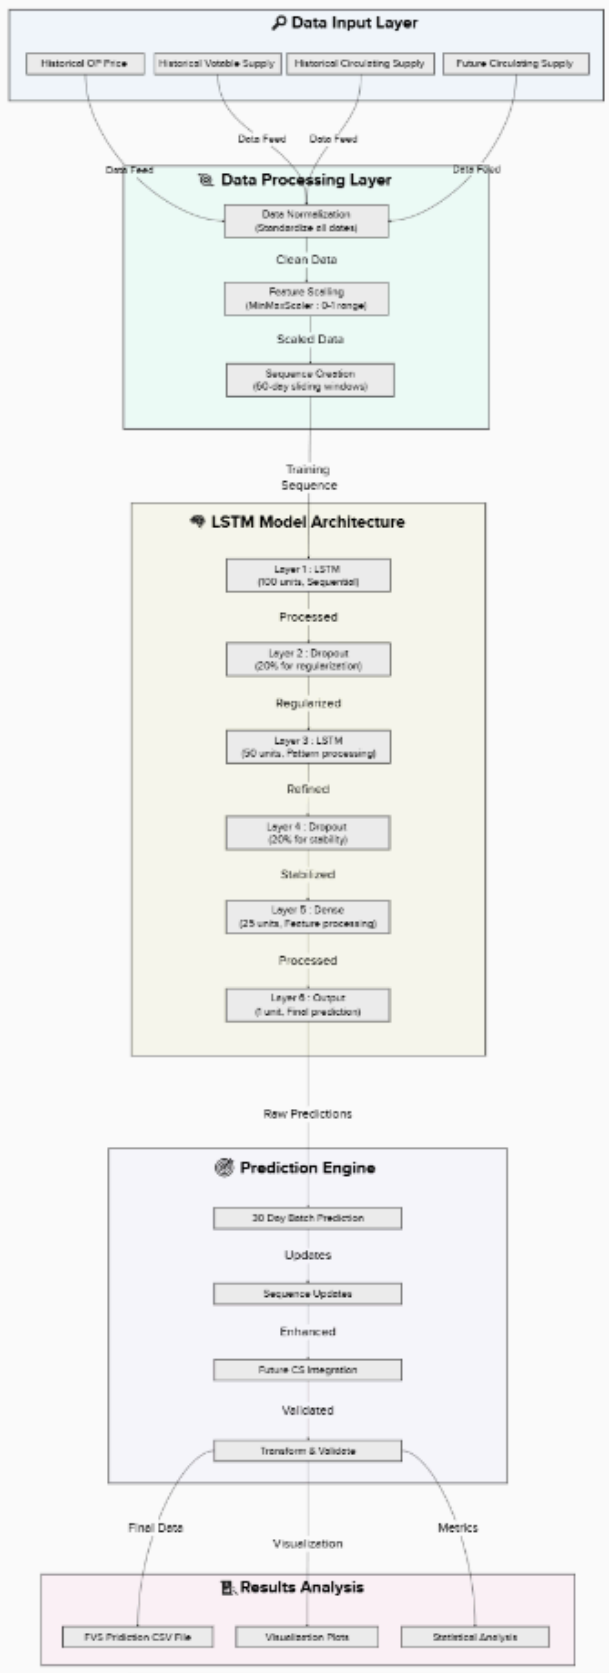 Data Input Layer
Historical OP Price
Historical Votable Supply
Historical Circulating Supply
Future Circulating Supply
Data Feed
Data Feed
Data Feed
Data Feed
Data Processing Layer
Data Normalization
(Standardize all dates)
Clean Data
Feature Scaling
(MinMaxScaler : 0-1 range)
Scaled Data
Sequence Creation
(60-day sliding windows)
Training
Sequence
LSTM Model Architecture
Layer 1 : LSTM
(100 units, Sequential)
Processed
Layer 2 : Dropout
(20% for regularization)
Regularized
Layer 3 : LSTM
(50 units, Pattern processing)
Refined
Layer 4 : Dropout
(20% for stability)
Stabilized
Layer 5 : Dense
(25 units, Feature processing)
Processed
Layer 6 : Output
(1 unit, Final prediction)
Raw Predictions
Prediction Engine
30 Day Batch Prediction
Updates
Sequence Updates
Enhanced
Future CS Integration
Validated
Transform & Validate
Final Data
Visualization
Metrics
Results Analysis
FVS Pridiction CSV File
Visualization Plots
Statistical Analysis